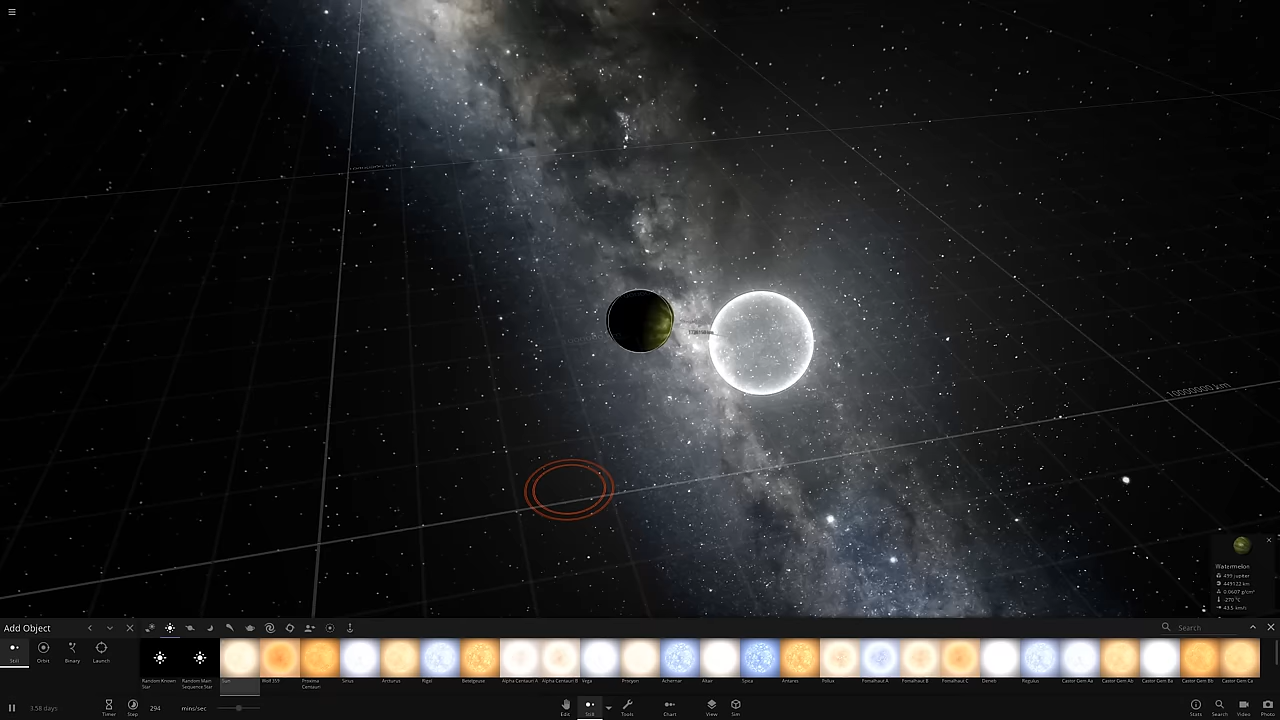 10000000 km
Watermelon
499 Jupiter
449122 km
0.0607 g/cm³
-270 °C
43.5 km/h
Add Object
Search
Still
Orbit
Binary
Launch
Random Known Star
Random Main Sequence Star
Sun
Wolf 359
Proxima Centauri
Sirius
Arcturus
Rigel
Betelgeuse
Alpha Centauri A
Alpha Centauri B
Vega
Procyon
Achernar
Altair
Spica
Antares
Pollux
Fomalhaut A
Fomalhaut B
Fomalhaut C
Deneb
Regulus
Castor Gem Aa
Castor Gem Ab
Castor Gem Ba
Castor Gem Bb
Castor Gem Ca
3.58 days
Timer
Step
294
mins/sec
Edit
Still
Tools
Chart
View
Sim
Stats
Search
Video
Photo